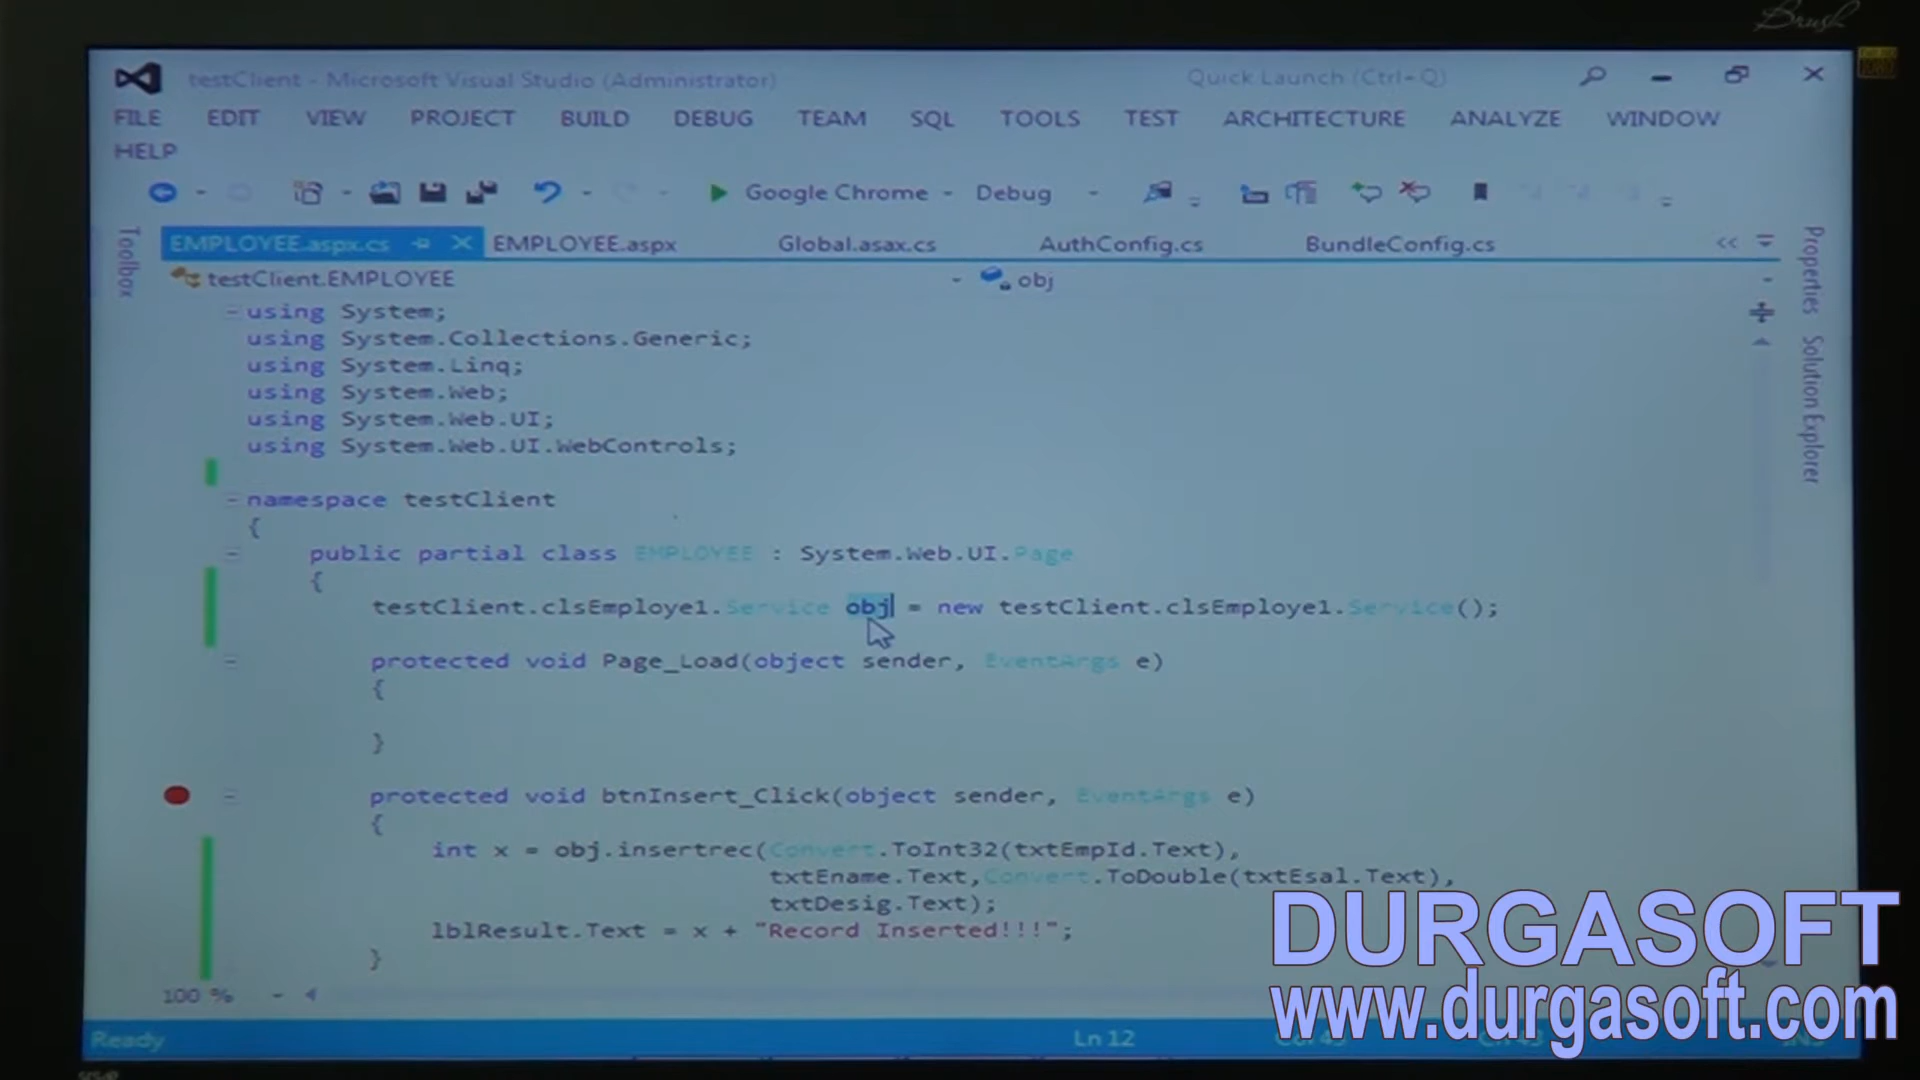 Brush
testClient - Microsoft Visual Studio (Administrator)
Quick Launch (Ctrl+Q)
FILE EDIT VIEW PROJECT BUILD DEBUG TEAM SQL TOOLS TEST ARCHITECTURE ANALYZE WINDOW
HELP
Google Chrome Debug
Toolbox
EMPLOYEE.aspx.cs EMPLOYEE.aspx Global.asax.cs AuthConfig.cs BundleConfig.cs
Properties
Solution Explorer
testClient.EMPLOYEE obj
using System;
using System.Collections.Generic;
using System.Linq;
using System.Web;
using System.Web.UI;
using System.Web.UI.WebControls;
namespace testClient
{
public partial class EMPLOYEE : System.Web.UI.Page
{
testClient.clsEmploye1.Service obj = new testClient.clsEmploye1.Service();
protected void Page_Load(object sender, EventArgs e)
{
}
protected void btnInsert_Click(object sender, EventArgs e)
{
int x = obj.insertrec(Convert.ToInt32(txtEmpId.Text),
txtEname.Text,Convert.ToDouble(txtEsal.Text),
txtDesig.Text);
lblResult.Text = x + "Record Inserted!!!";
}
100 %
Ready
Ln 12
DURGASOFT
www.durgasoft.com